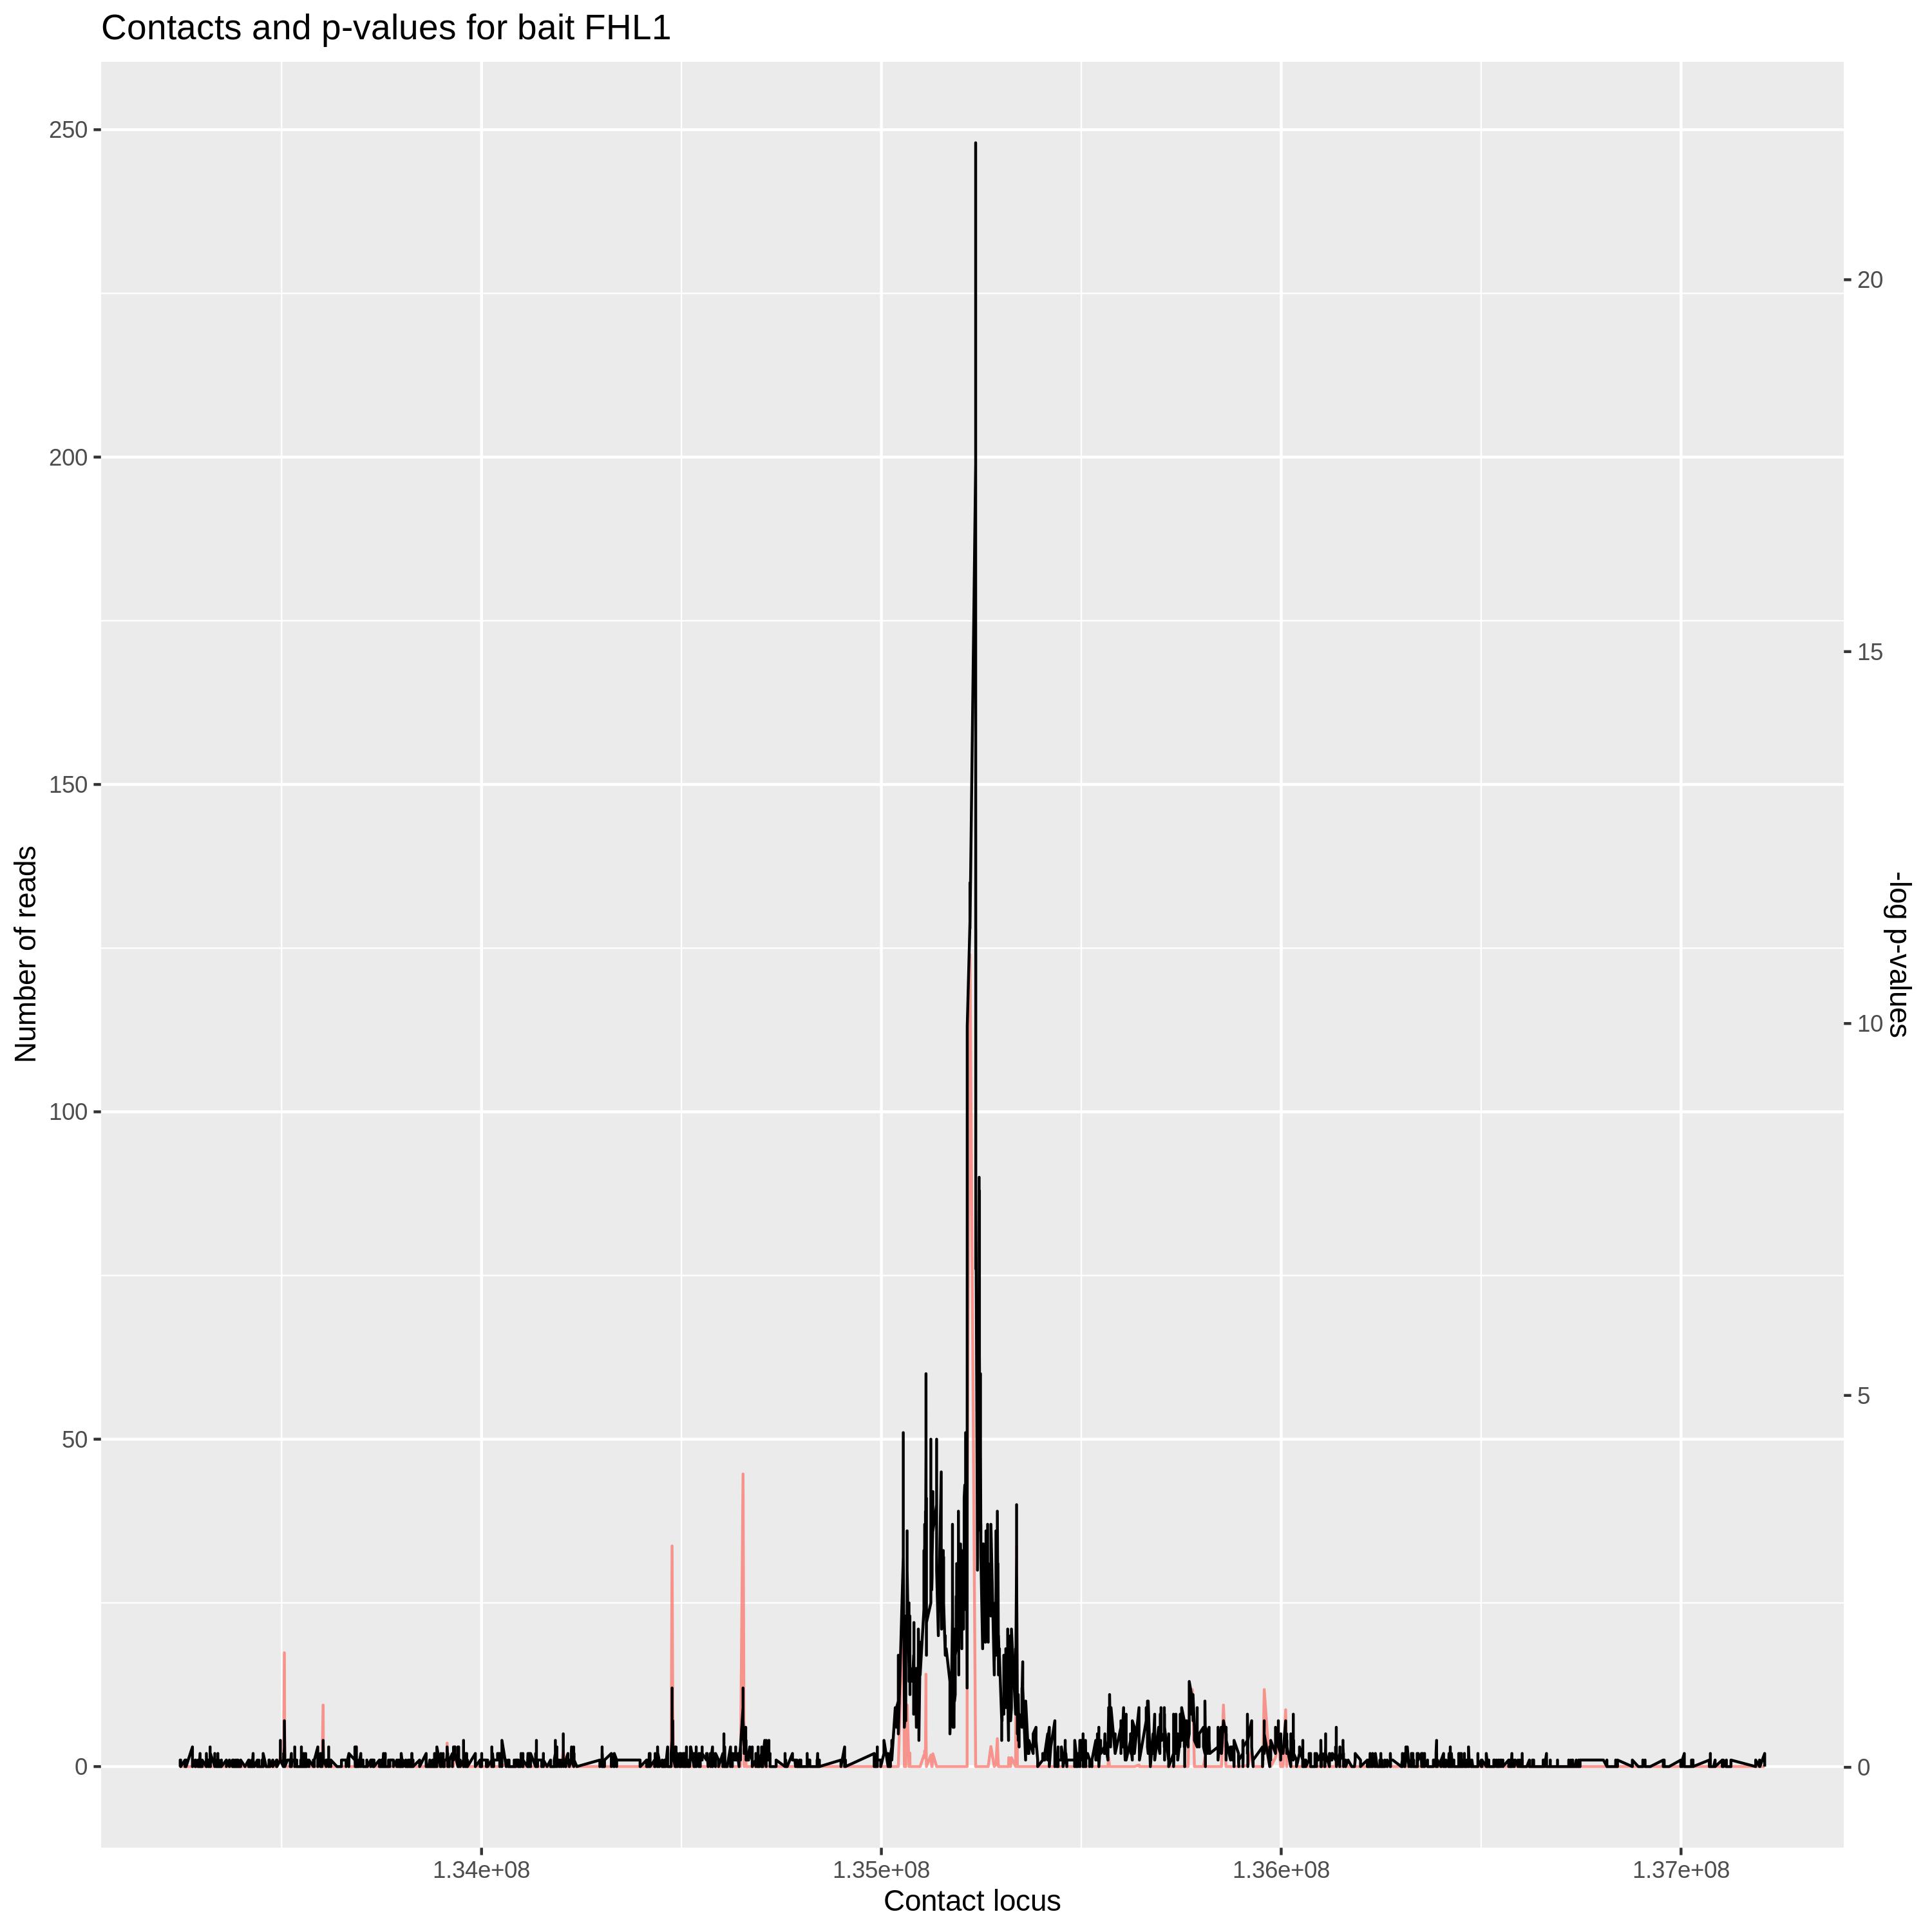 Contacts and p-values for bait FHL1
250
200
150
100
50
0
Number of reads
20
15
10
5
0
-log p-values
1.34e+08
1.35e+08
1.36e+08
1.37e+08
Contact locus